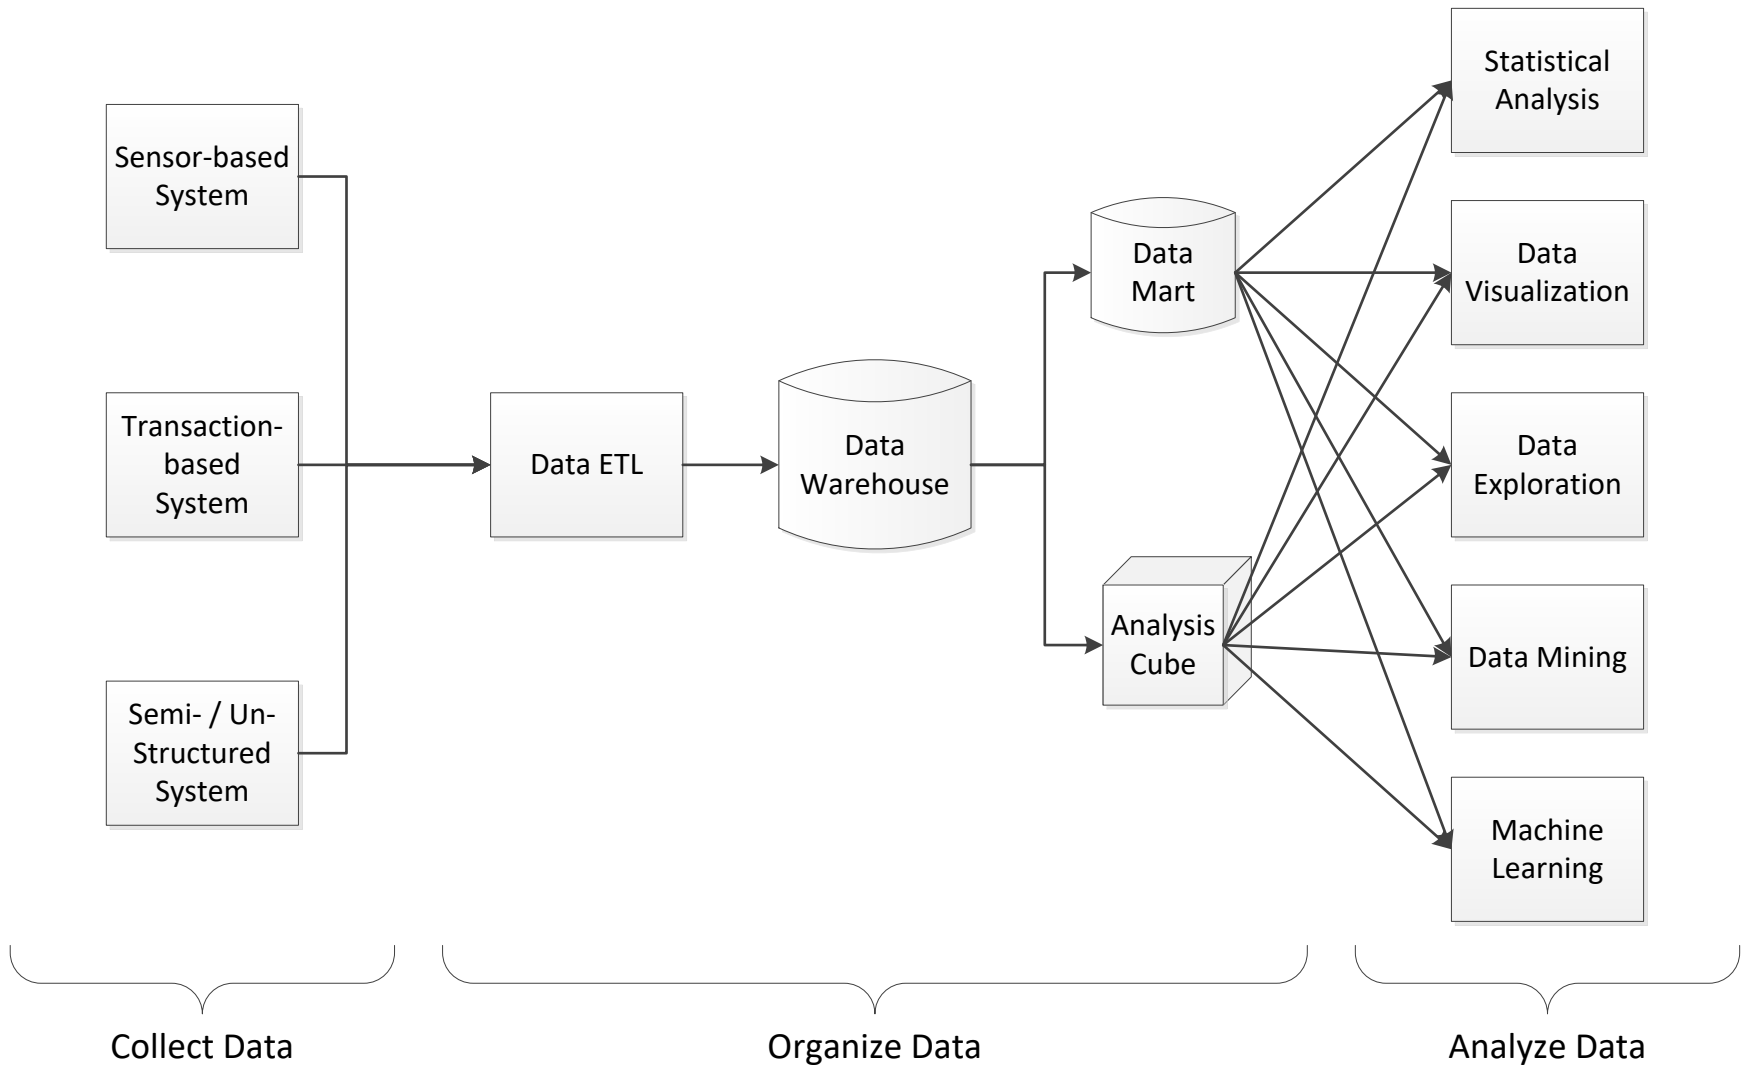 Sensor-based
System
Transaction-
based
System
Semi- / Un-
Structured
System
Data ETL
Data
Warehouse
Data
Mart
Analysis
Cube
Statistical
Analysis
Data
Visualization
Data
Exploration
Data Mining
Machine
Learning
Collect Data
Organize Data
Analyze Data